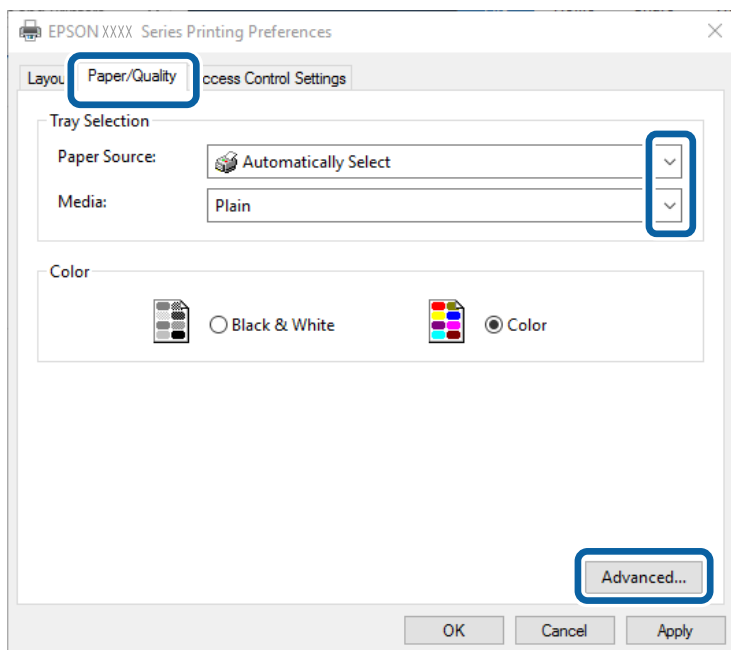 EPSON XXXX Series Printing Preferences
Layou Paper/Quality ccess Control Settings
Tray Selection
Paper Source: Automatically Select
Media: Plain
Color
Black & White Color
Advanced...
OK Cancel Apply